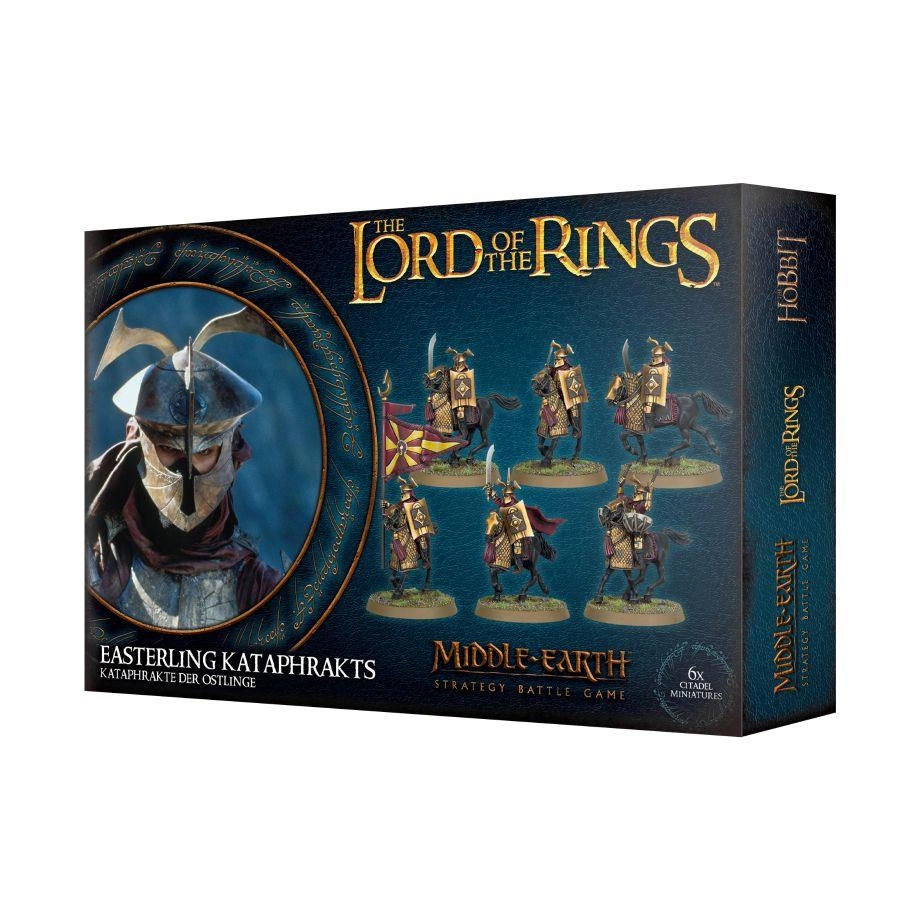 THE
LORD OF THE RINGS™
EASTERLING KATAPHRAKTS
KATAPHRAKTE DER OSTLINGE
MIDDLE-EARTH
STRATEGY BATTLE GAME
6x
CITADEL
MINIATURES
THE HOBBIT
THE LORD OF THE RINGS
MIDDLE-EARTH
STRATEGY BATTLE GAME